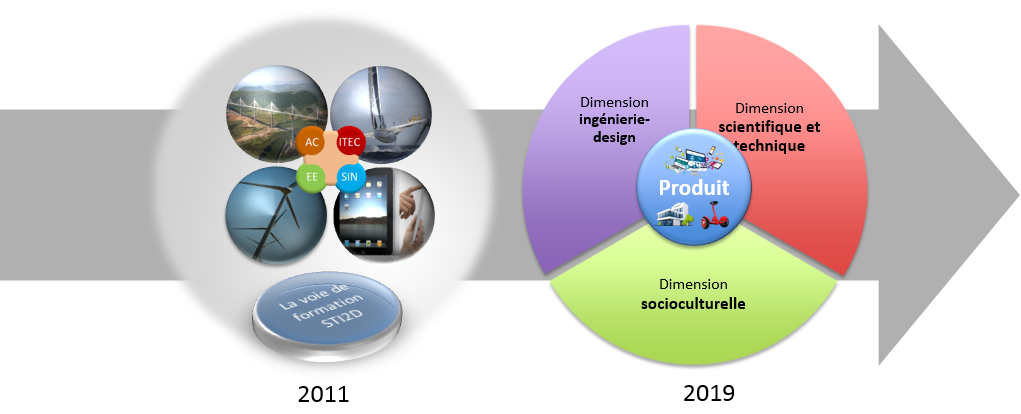 AC
ITEC
EE
SIN
La voie de
formation
STI2D
2011
Dimension
ingénierie-
design
Dimension
scientifique et
technique
Produit
Dimension
socioculturelle
2019